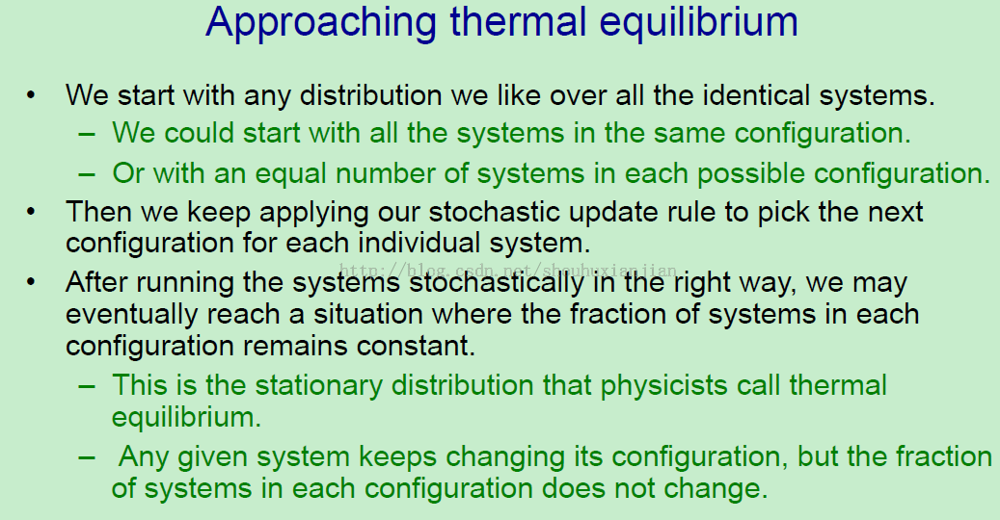 Approaching thermal equilibrium
• We start with any distribution we like over all the identical systems.
– We could start with all the systems in the same configuration.
– Or with an equal number of systems in each possible configuration.
• Then we keep applying our stochastic update rule to pick the next
configuration for each individual system.
http://blog.csdn.net/shouhuxianjian
• After running the systems stochastically in the right way, we may
eventually reach a situation where the fraction of systems in each
configuration remains constant.
– This is the stationary distribution that physicists call thermal
equilibrium.
– Any given system keeps changing its configuration, but the fraction
of systems in each configuration does not change.